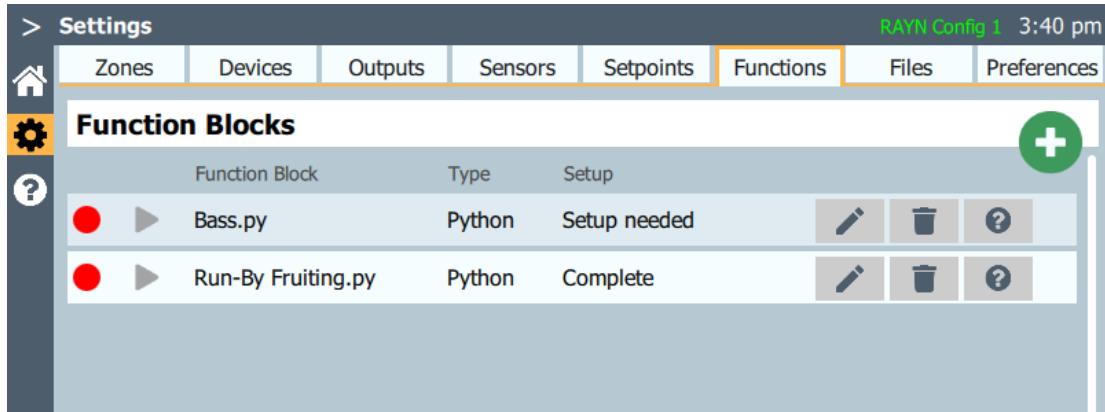 > Settings RAYN Config 1 3:40 pm
Zones Devices Outputs Sensors Setpoints Functions Files Preferences
Function Blocks
Function Block Type Setup
Bass.py Python Setup needed
Run-By Fruiting.py Python Complete